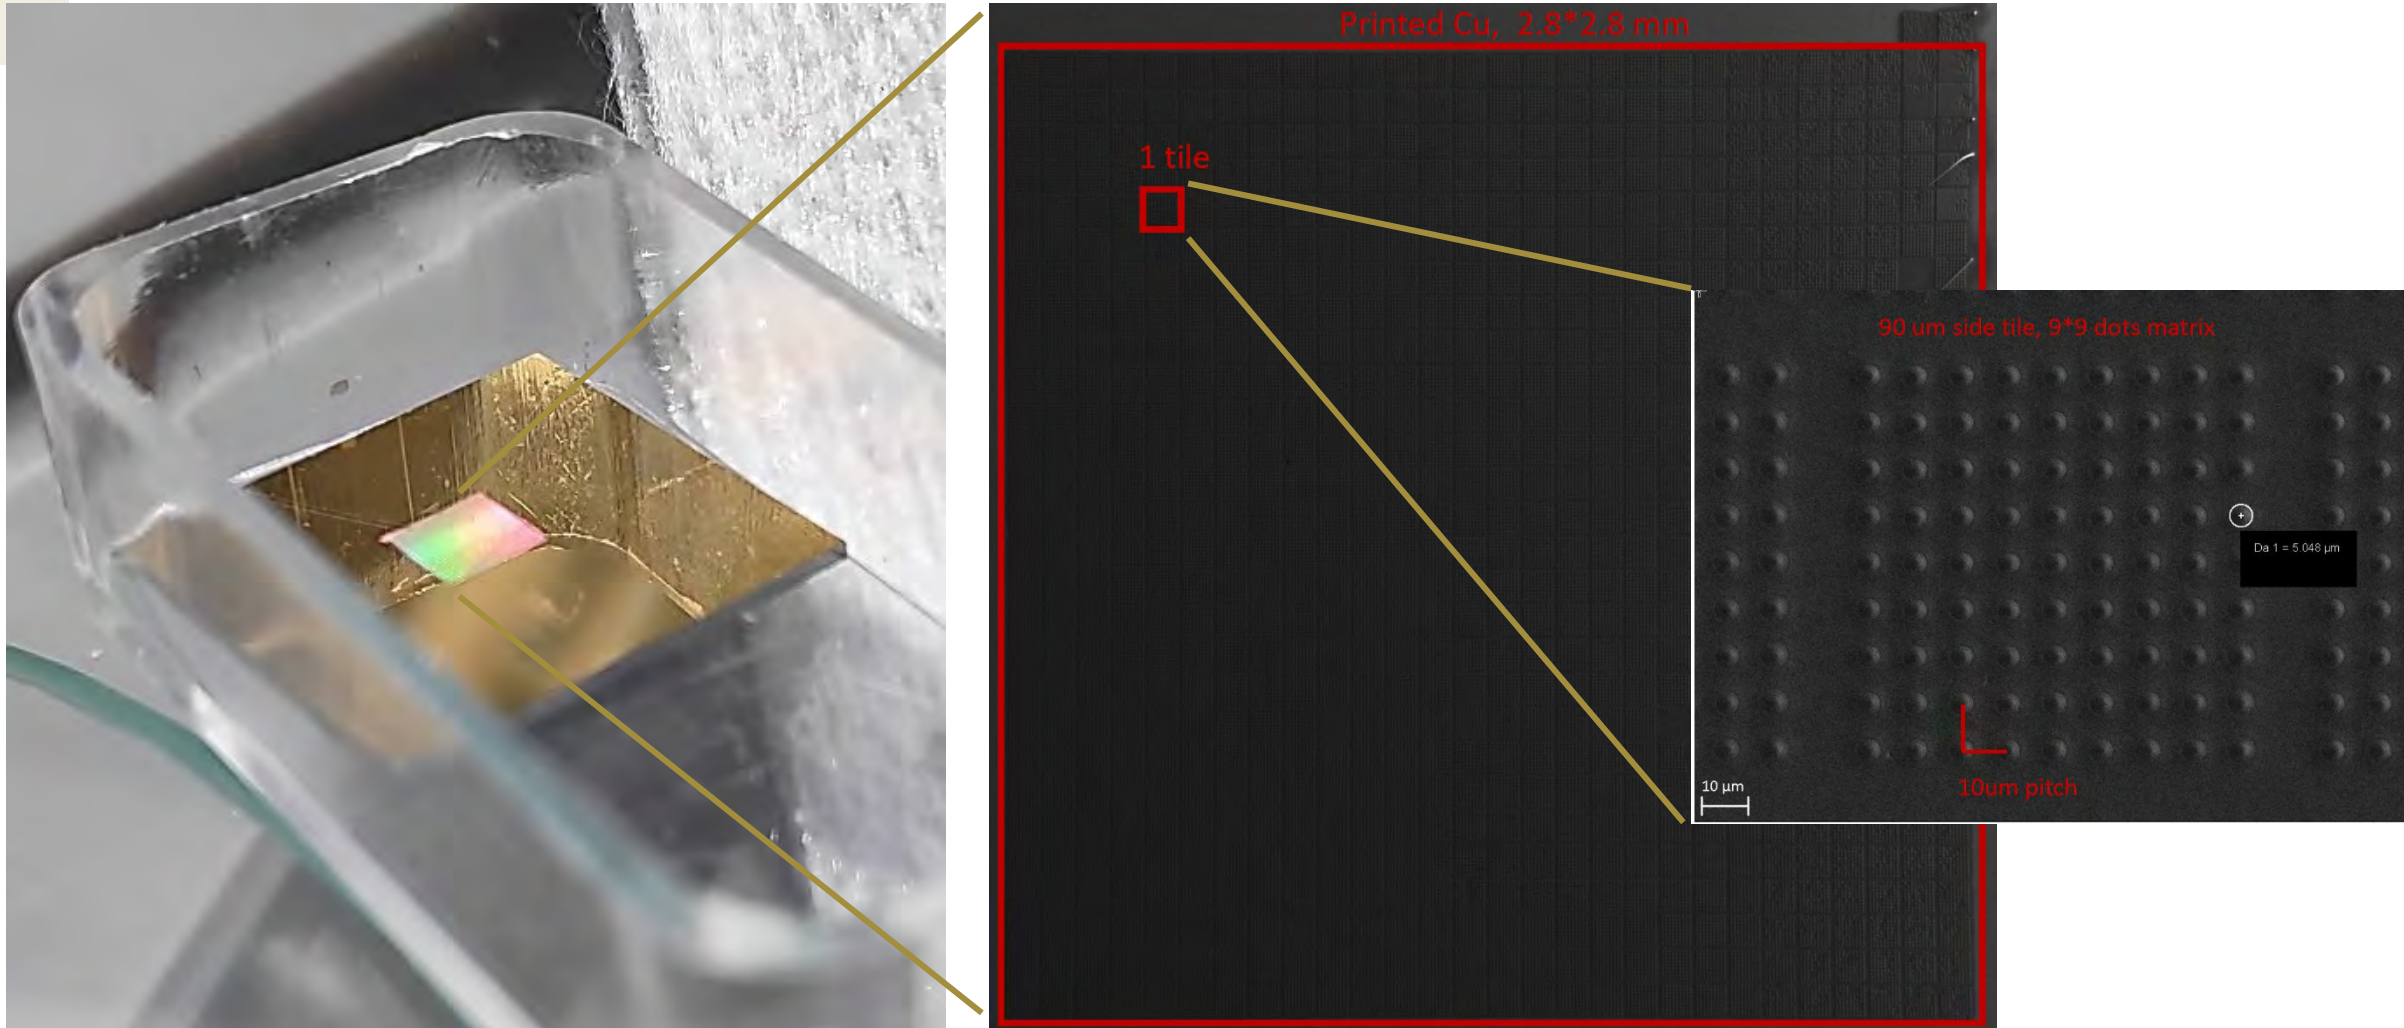 Printed Cu, 2.8*2.8 mm
1 tile
90 um side tile, 9*9 dots matrix
Da 1 = 5.048 µm
10 µm
10um pitch